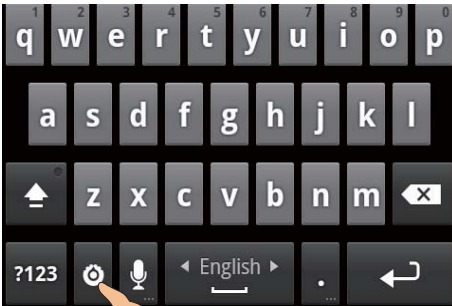 1 2 3 4 5 6 7 8 9 0
q w e r t y u i o p
a s d f g h j k l
z x c v b n m
?123 ◀ English ▶ .